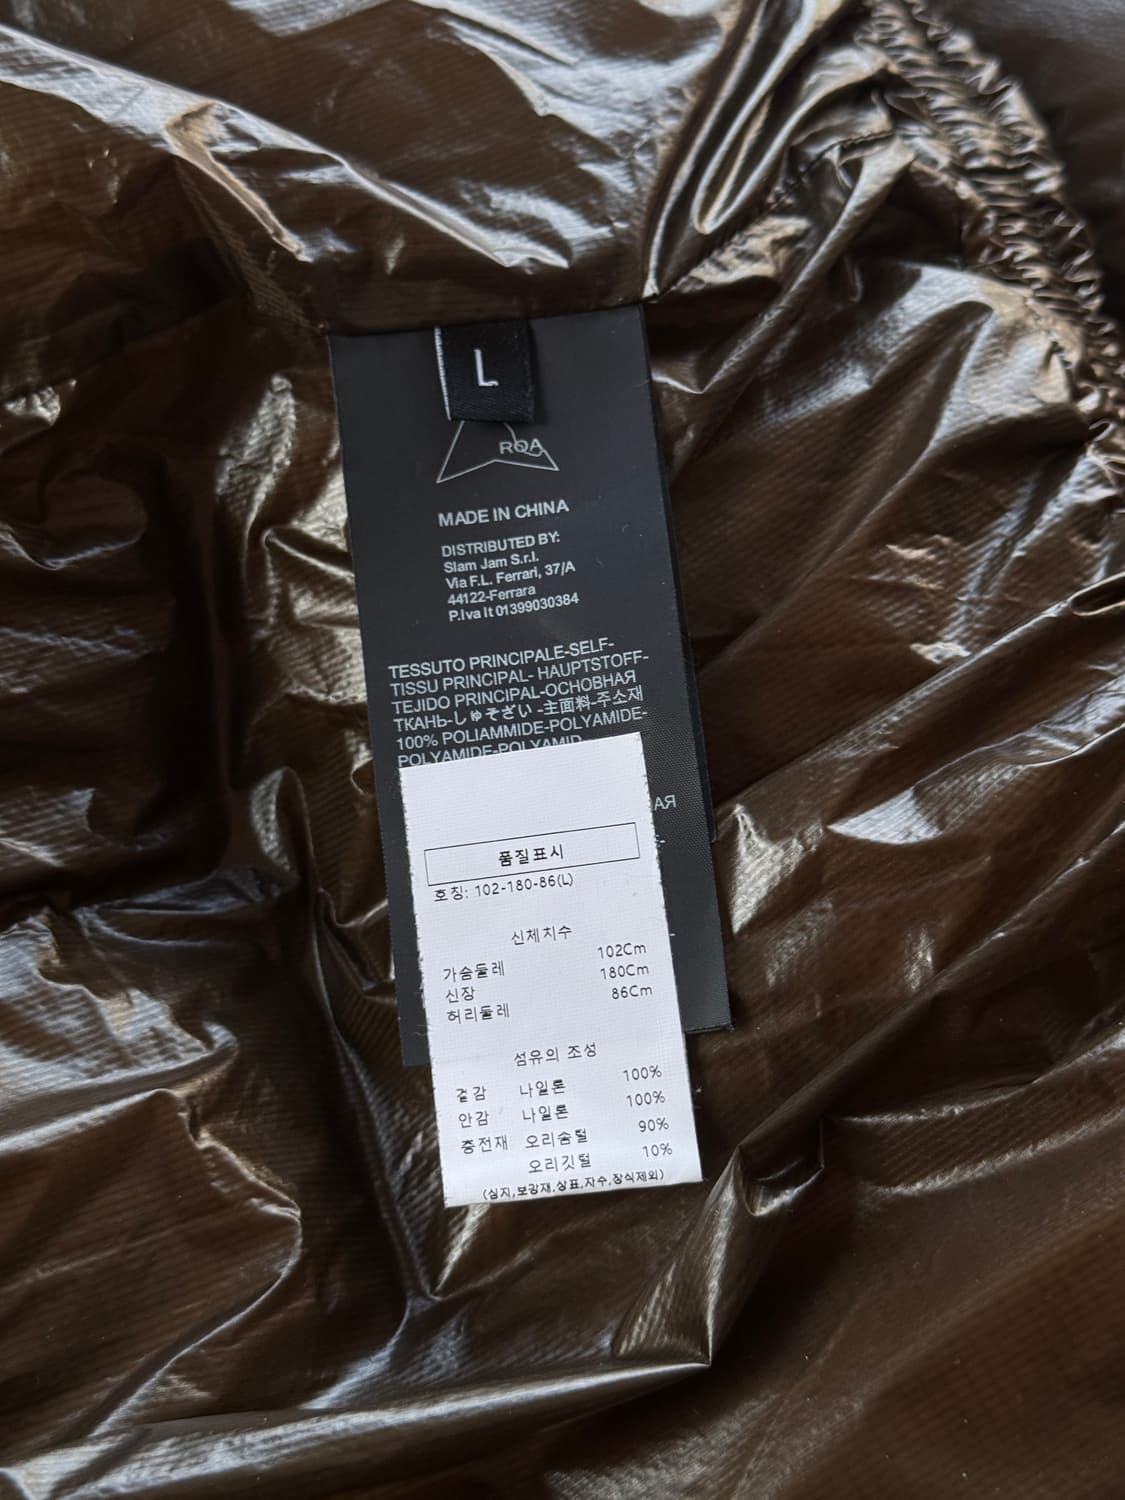 L
ROA
MADE IN CHINA
DISTRIBUTED BY:
Slam Jam S.r.l.
Via F.L. Ferrari, 37/A
44122-Ferrara
P.Iva It 01399030384
TESSUTO PRINCIPALE-SELF-
TISSU PRINCIPAL- HAUPTSTOFF-
TEJIDO PRINCIPAL-ОСНОВНАЯ
ТКАНЬ-しゅそざい -主面料-주소재
100% POLIAMMIDE-POLYAMIDE-
POLYAMIDE-POLYAMID
АЯ
품질표시
호칭: 102-180-86(L)
신체치수
가슴둘레 102Cm
신장 180Cm
허리둘레 86Cm
섬유의 조성
겉감 나일론 100%
안감 나일론 100%
충전재 오리솜털 90%
오리깃털 10%
(심지,보강재,상표,자수,장식제외)